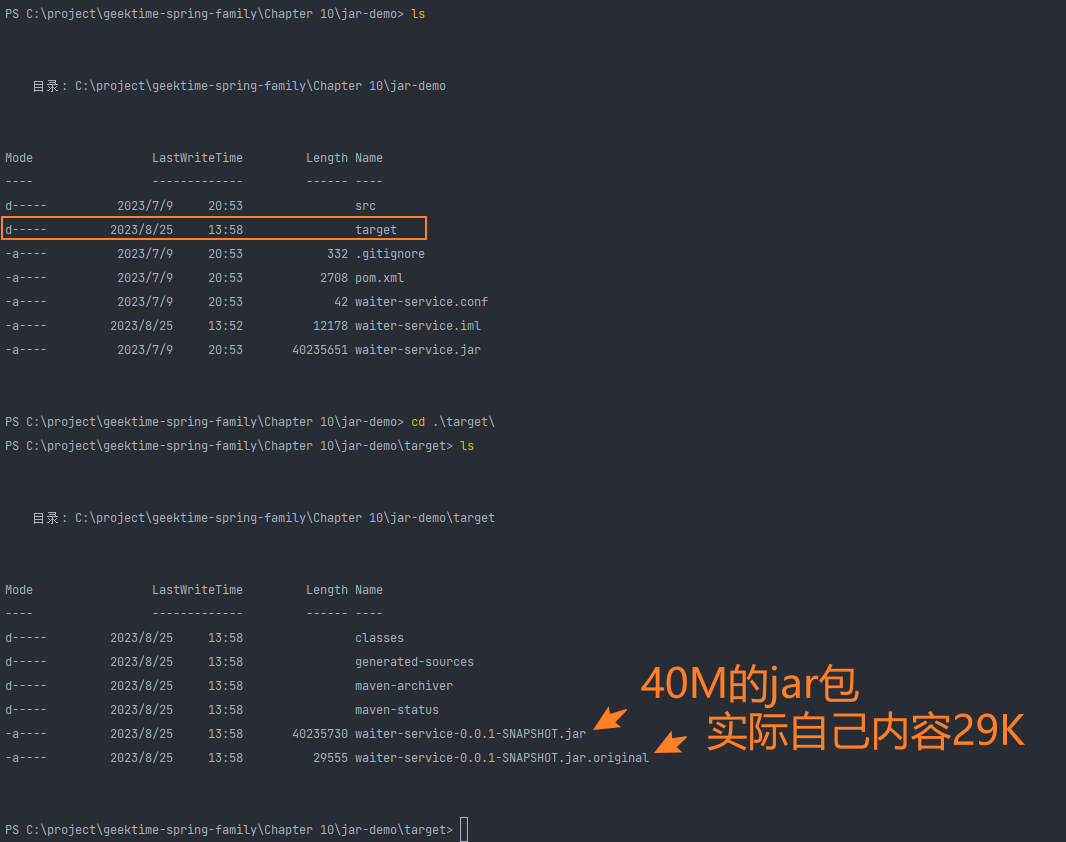 PS C:\project\geektime-spring-family\Chapter 10\jar-demo> ls
目录: C:\project\geektime-spring-family\Chapter 10\jar-demo
Mode LastWriteTime Length Name
---- ------------- ------ ----
d----- 2023/7/9 20:53 src
d----- 2023/8/25 13:58 target
-a---- 2023/7/9 20:53 332 .gitignore
-a---- 2023/7/9 20:53 2708 pom.xml
-a---- 2023/7/9 20:53 42 waiter-service.conf
-a---- 2023/8/25 13:52 12178 waiter-service.iml
-a---- 2023/7/9 20:53 40235651 waiter-service.jar
PS C:\project\geektime-spring-family\Chapter 10\jar-demo> cd .\target\
PS C:\project\geektime-spring-family\Chapter 10\jar-demo\target> ls
目录: C:\project\geektime-spring-family\Chapter 10\jar-demo\target
Mode LastWriteTime Length Name
---- ------------- ------ ----
d----- 2023/8/25 13:58 classes
d----- 2023/8/25 13:58 generated-sources
d----- 2023/8/25 13:58 maven-archiver
d----- 2023/8/25 13:58 maven-status
-a---- 2023/8/25 13:58 40235730 waiter-service-0.0.1-SNAPSHOT.jar
-a---- 2023/8/25 13:58 29555 waiter-service-0.0.1-SNAPSHOT.jar.original
40M的jar包
实际自己内容29K
PS C:\project\geektime-spring-family\Chapter 10\jar-demo\target>